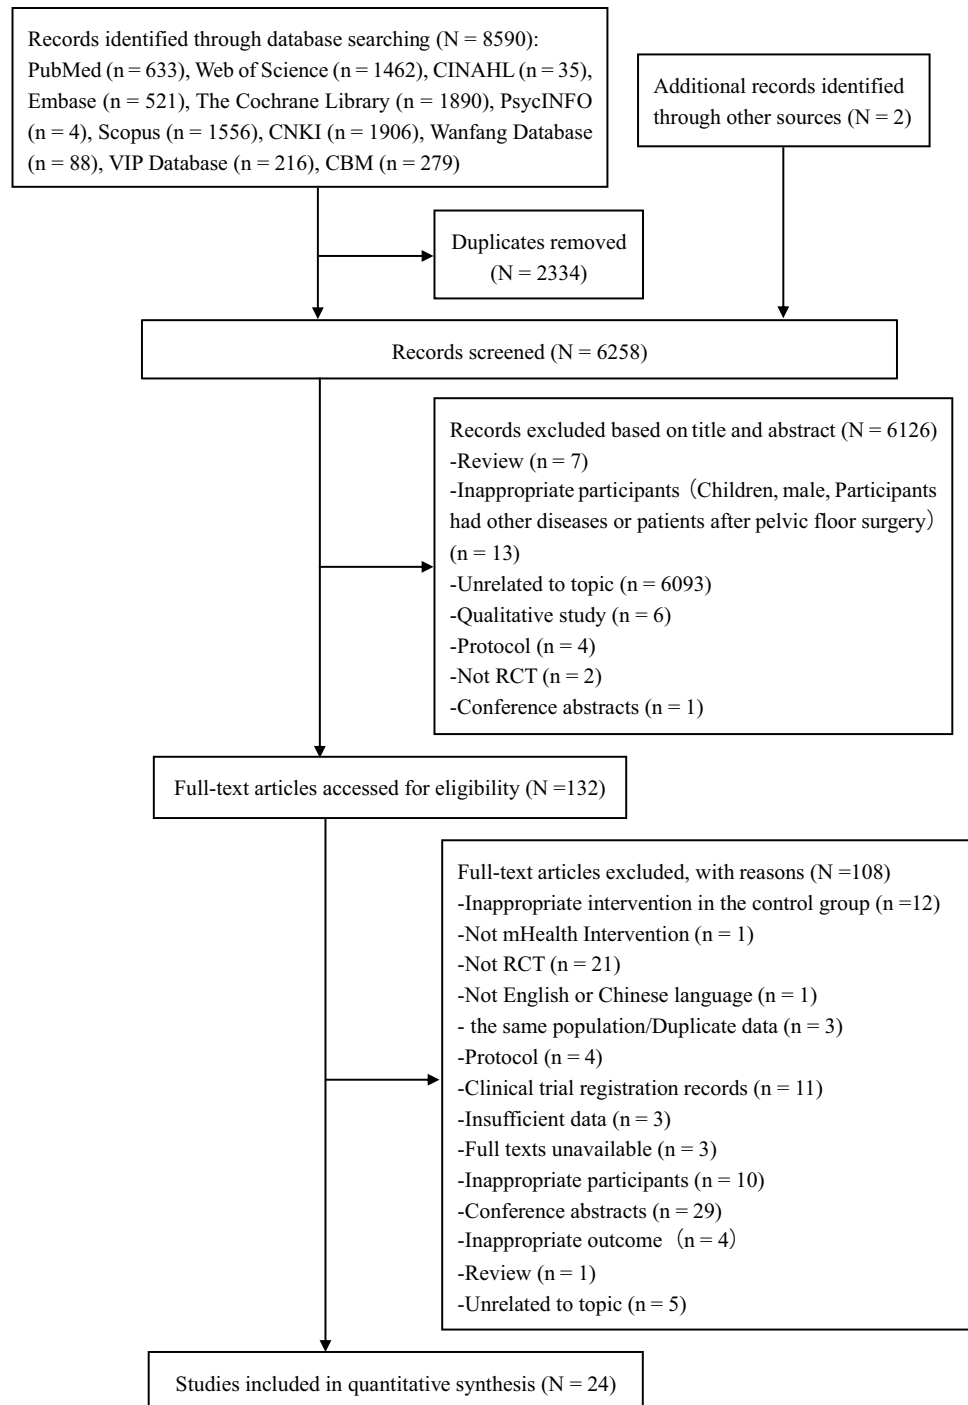 Records identified through database searching (N = 8590):
PubMed (n = 633), Web of Science (n = 1462), CINAHL (n = 35),
Embase (n = 521), The Cochrane Library (n = 1890), PsycINFO
(n = 4), Scopus (n = 1556), CNKI (n = 1906), Wanfang Database
(n = 88), VIP Database (n = 216), CBM (n = 279)
Additional records identified
through other sources (N = 2)
Duplicates removed
(N = 2334)
Records screened (N = 6258)
Records excluded based on title and abstract (N = 6126)
-Review (n = 7)
-Inappropriate participants（Children, male, Participants
had other diseases or patients after pelvic floor surgery）
(n = 13)
-Unrelated to topic (n = 6093)
-Qualitative study (n = 6)
-Protocol (n = 4)
-Not RCT (n = 2)
-Conference abstracts (n = 1)
Full-text articles accessed for eligibility (N =132)
Full-text articles excluded, with reasons (N =108)
-Inappropriate intervention in the control group (n =12)
-Not mHealth Intervention (n = 1)
-Not RCT (n = 21)
-Not English or Chinese language (n = 1)
- the same population/Duplicate data (n = 3)
-Protocol (n = 4)
-Clinical trial registration records (n = 11)
-Insufficient data (n = 3)
-Full texts unavailable (n = 3)
-Inappropriate participants (n = 10)
-Conference abstracts (n = 29)
-Inappropriate outcome（n = 4）
-Review (n = 1)
-Unrelated to topic (n = 5)
Studies included in quantitative synthesis (N = 24)